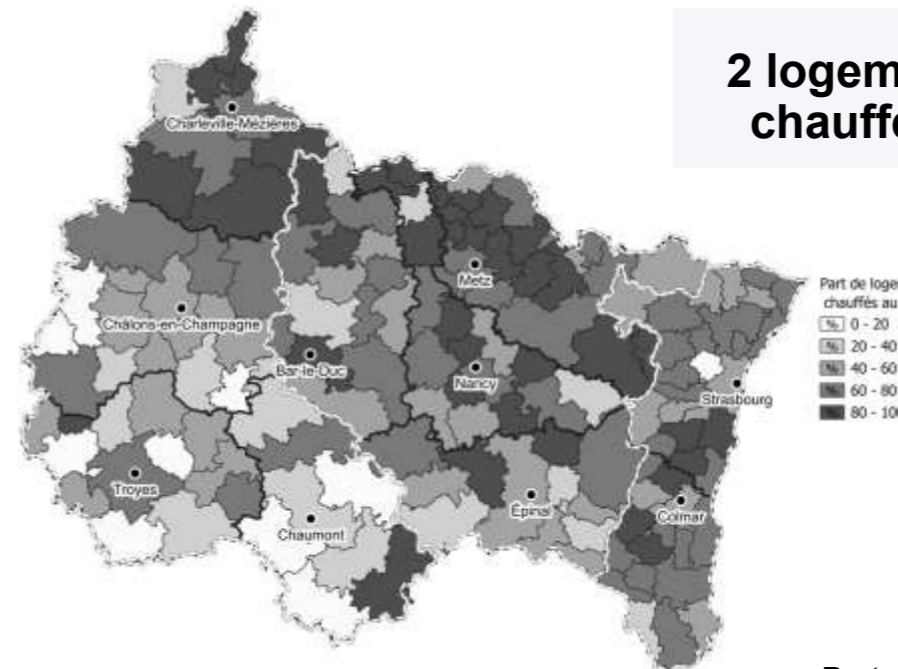 2 logem
chauffé
Charleville-Mézières
Metz
Part de loge
chauffés au
Châlons-en-Champagne
% 0 - 20
% 20 - 40
% 40 - 60
% 60 - 80
% 80 - 10
Bar-le-Duc
Nancy
Strasbourg
Troyes
Épinal
Colmar
Chaumont